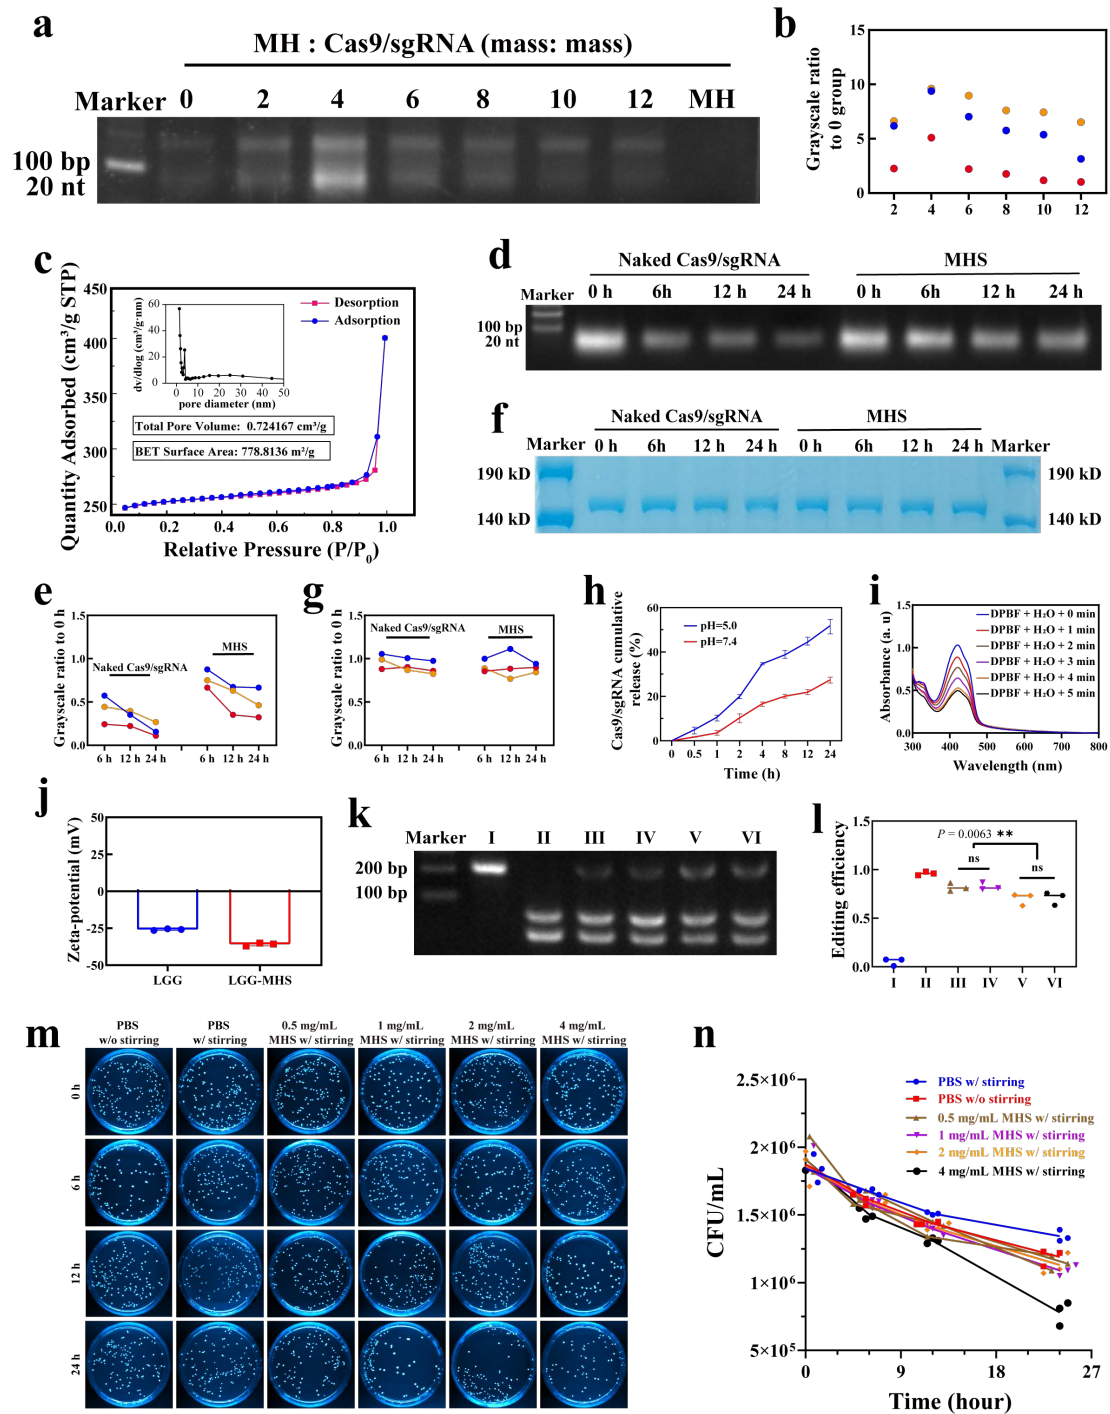 a
MH : Cas9/sgRNA (mass: mass)
Marker 0 2 4 6 8 10 12 MH
100 bp
20 nt
b
Grayscale ratio
to 0 group
15
10
5
0
2 4 6 8 10 12
c
Quantity Adsorbed (cm³/g STP)
450
400
350
300
250
0.0 0.2 0.4 0.6 0.8 1.0
Relative Pressure (P/P₀)
Desorption
Adsorption
dv/dlog (cm³/g·nm)
60
40
20
0
0 10 20 30 40 50
pore diameter (nm)
Total Pore Volume: 0.724167 cm³/g
BET Surface Area: 778.8136 m³/g
d
Naked Cas9/sgRNA MHS
Marker 0 h 6h 12 h 24 h 0 h 6h 12 h 24 h
100 bp
20 nt
f
Naked Cas9/sgRNA MHS
Marker 0 h 6h 12 h 24 h 0 h 6h 12 h 24 h Marker
190 kD 190 kD
140 kD 140 kD
e
Grayscale ratio to 0 h
1.5
1.0
0.5
0.0
Naked Cas9/sgRNA
MHS
6 h 12 h 24 h 6 h 12 h 24 h
g
Grayscale ratio to 0 h
1.5
1.0
0.5
0.0
Naked Cas9/sgRNA
MHS
6 h 12 h 24 h 6 h 12 h 24 h
h
Cas9/sgRNA cumulative
release (%)
60
40
20
0
pH=5.0
pH=7.4
0 0.5 1 2 4 8 12 24
Time (h)
i
Absorbance (a. u)
1.5
1.0
0.5
0.0
DPBF + H₂O + 0 min
DPBF + H₂O + 1 min
DPBF + H₂O + 2 min
DPBF + H₂O + 3 min
DPBF + H₂O + 4 min
DPBF + H₂O + 5 min
300 400 500 600 700 800
Wavelength (nm)
j
Zeta-potential (mV)
50
25
0
-25
-50
LGG LGG-MHS
k
Marker I II III IV V VI
200 bp
100 bp
l
Editing efficiency
1.5
1.0
0.5
0.0
P = 0.0063 **
ns
ns
I II III IV V VI
m
PBS
w/o stirring
PBS
w/ stirring
0.5 mg/mL
MHS w/ stirring
1 mg/mL
MHS w/ stirring
2 mg/mL
MHS w/ stirring
4 mg/mL
MHS w/ stirring
0 h
6 h
12 h
24 h
n
CFU/mL
2.5×10⁶
2×10⁶
1.5×10⁶
1×10⁶
5×10⁵
PBS w/ stirring
PBS w/o stirring
0.5 mg/mL MHS w/ stirring
1 mg/mL MHS w/ stirring
2 mg/mL MHS w/ stirring
4 mg/mL MHS w/ stirring
0 9 18 27
Time (hour)